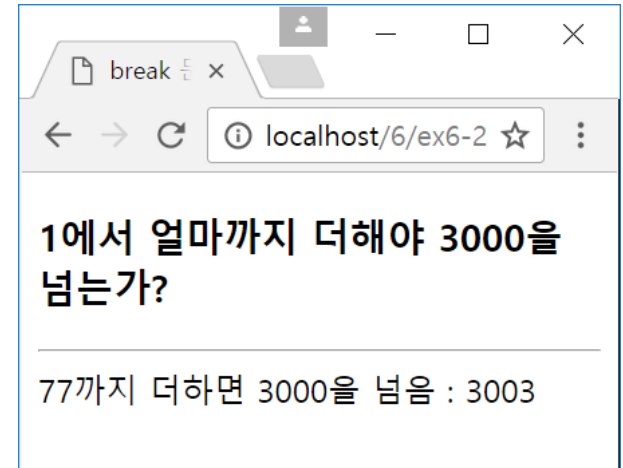 break
localhost/6/ex6-2
1에서 얼마까지 더해야 3000을
넘는가?
77까지 더하면 3000을 넘음 : 3003